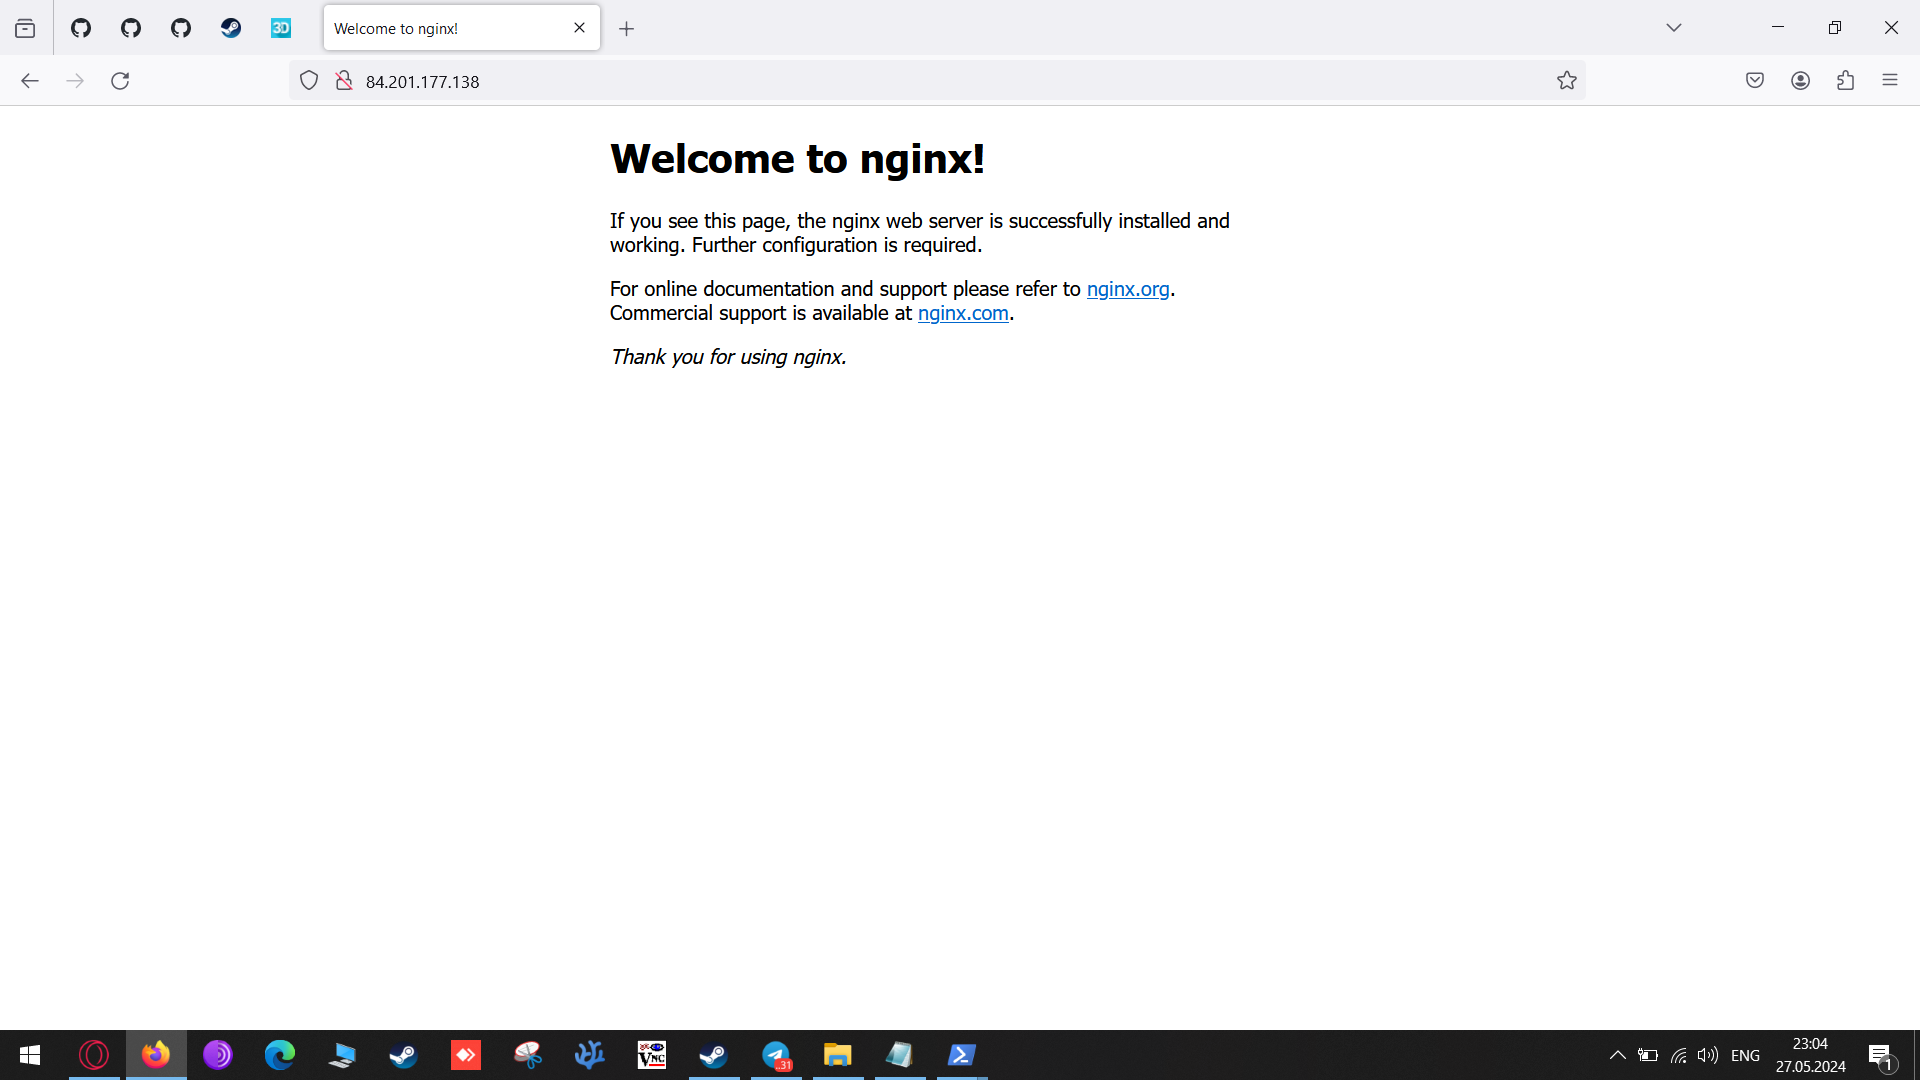 3D
Welcome to nginx!
84.201.177.138
Welcome to nginx!
If you see this page, the nginx web server is successfully installed and
working. Further configuration is required.
For online documentation and support please refer to nginx.org.
Commercial support is available at nginx.com.
Thank you for using nginx.
VNC
..31
ENG
23:04
27.05.2024
1